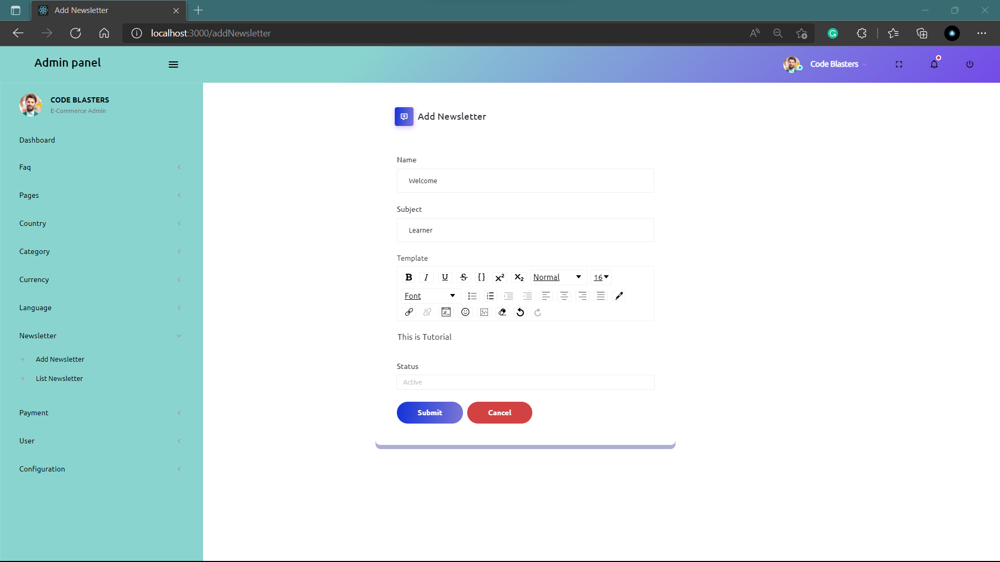 Add Newsletter
localhost:3000/addNewsletter
Admin panel
Code Blasters
CODE BLASTERS
E-Commerce Admin
Dashboard
Faq
Pages
Country
Category
Currency
Language
Newsletter
Add Newsletter
List Newsletter
Payment
User
Configuration
Add Newsletter
Name
Welcome
Subject
Learner
Template
B I U S {} X² X₂ Normal 16
Font
This is Tutorial
Status
Active
Submit Cancel